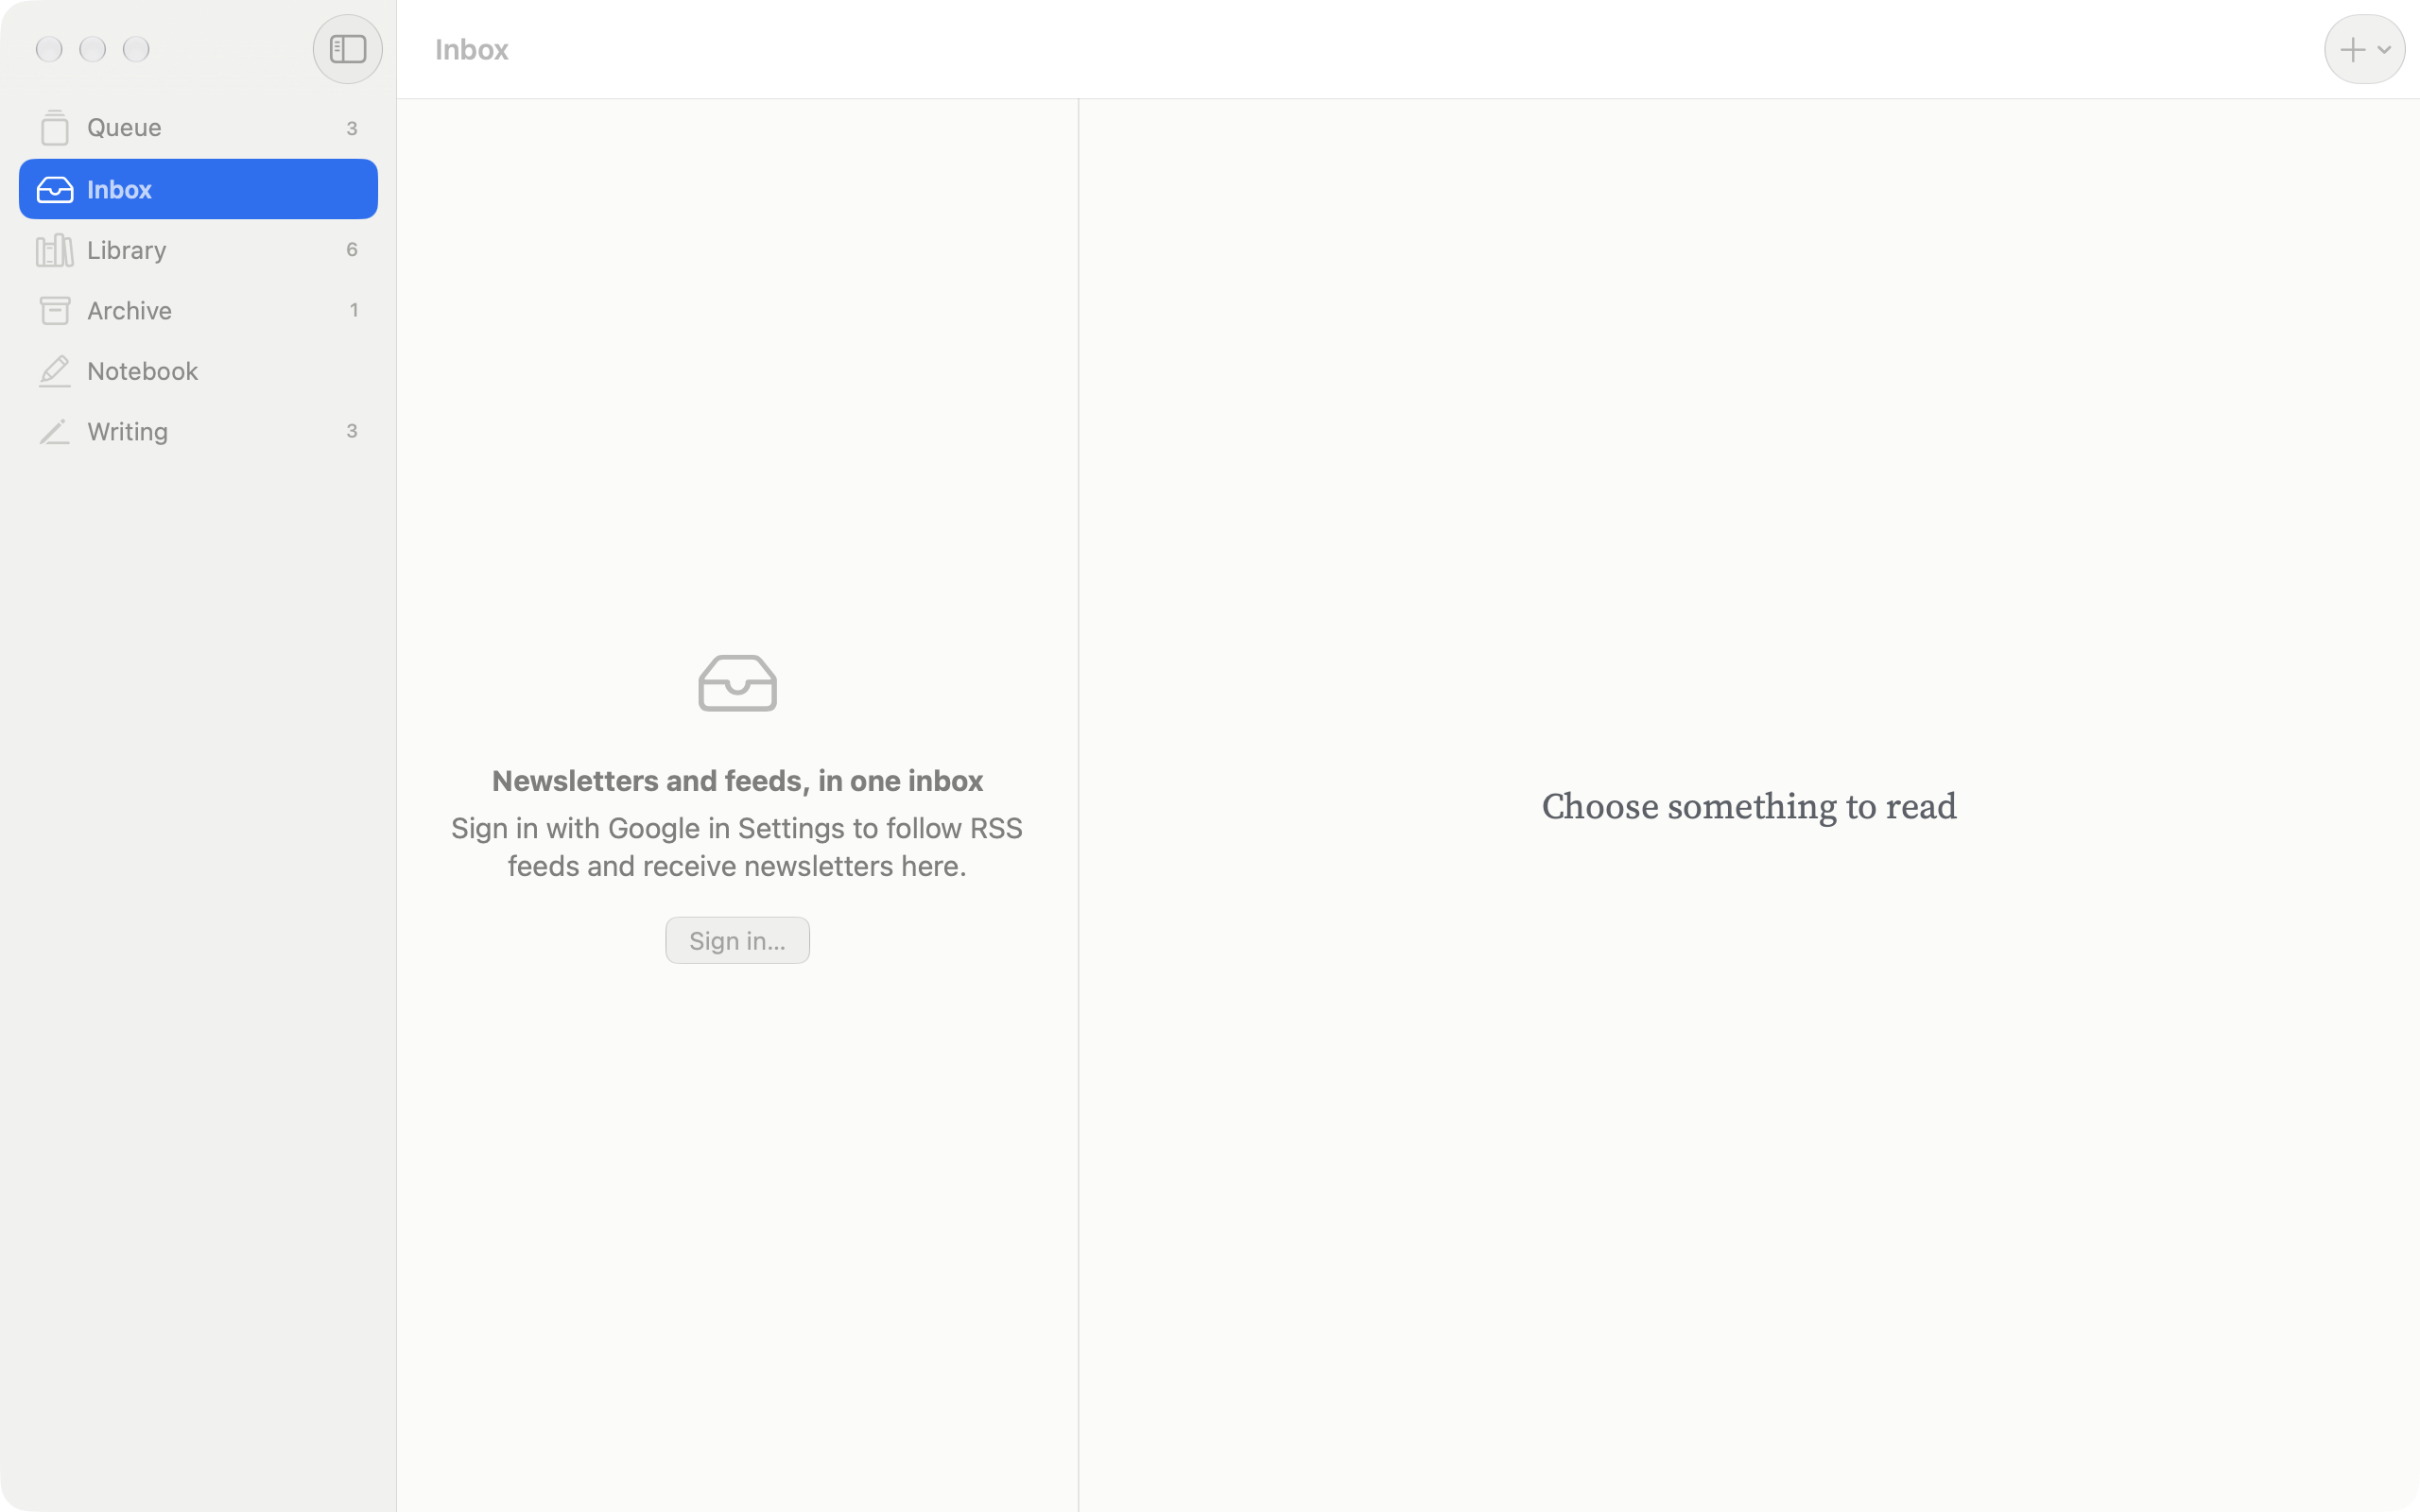 Inbox
Queue 3
Inbox
Library 6
Archive 1
Notebook
Writing 3
Newsletters and feeds, in one inbox
Sign in with Google in Settings to follow RSS
feeds and receive newsletters here.
Sign in...
Choose something to read